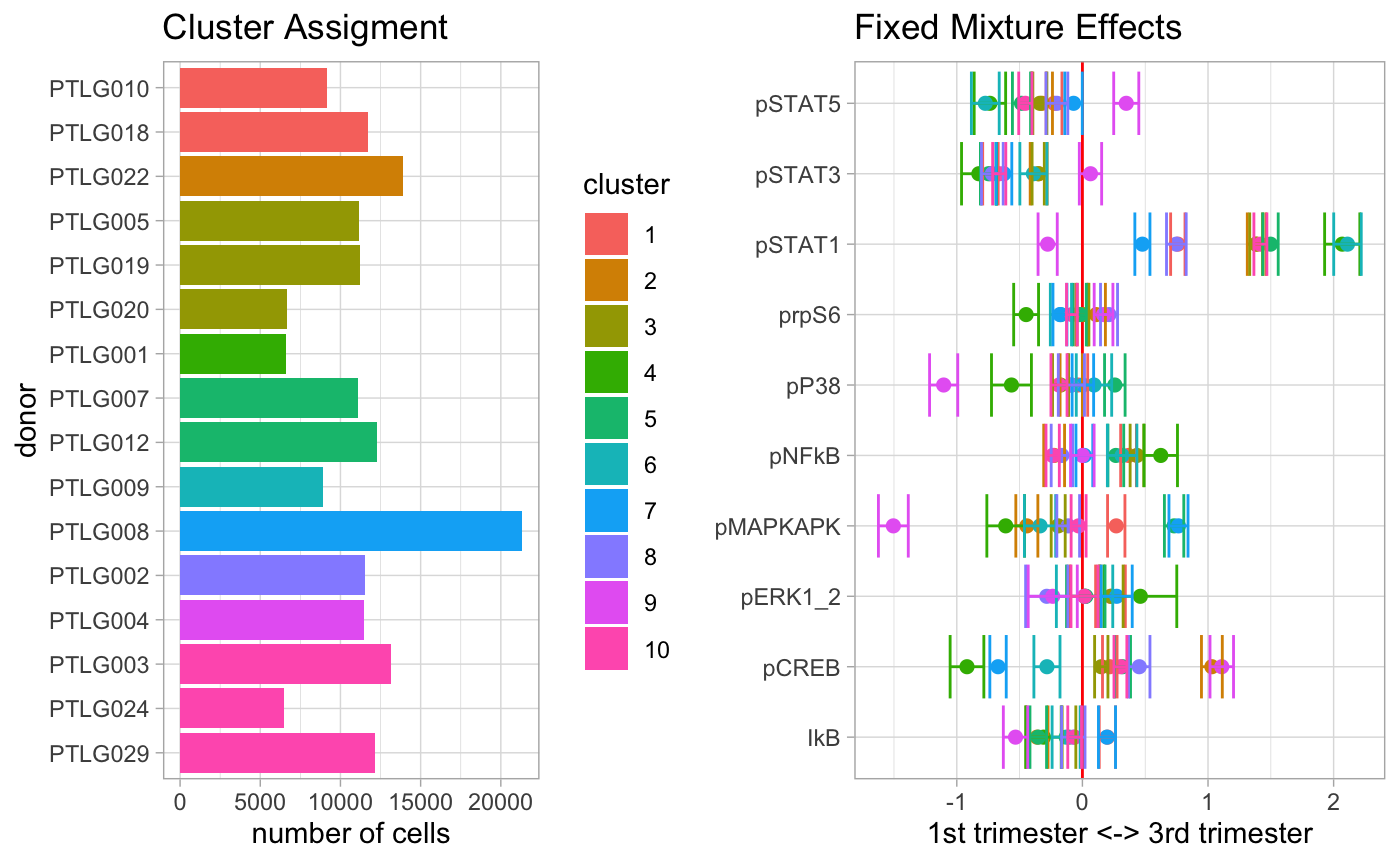 Cluster Assigment
donor
PTLG010
PTLG018
PTLG022
PTLG005
PTLG019
PTLG020
PTLG001
PTLG007
PTLG012
PTLG009
PTLG008
PTLG002
PTLG004
PTLG003
PTLG024
PTLG029
0 5000 10000 15000 20000
number of cells
cluster
1
2
3
4
5
6
7
8
9
10
Fixed Mixture Effects
pSTAT5
pSTAT3
pSTAT1
prpS6
pP38
pNFkB
pMAPKAPK
pERK1_2
pCREB
IkB
-1 0 1 2
1st trimester <-> 3rd trimester